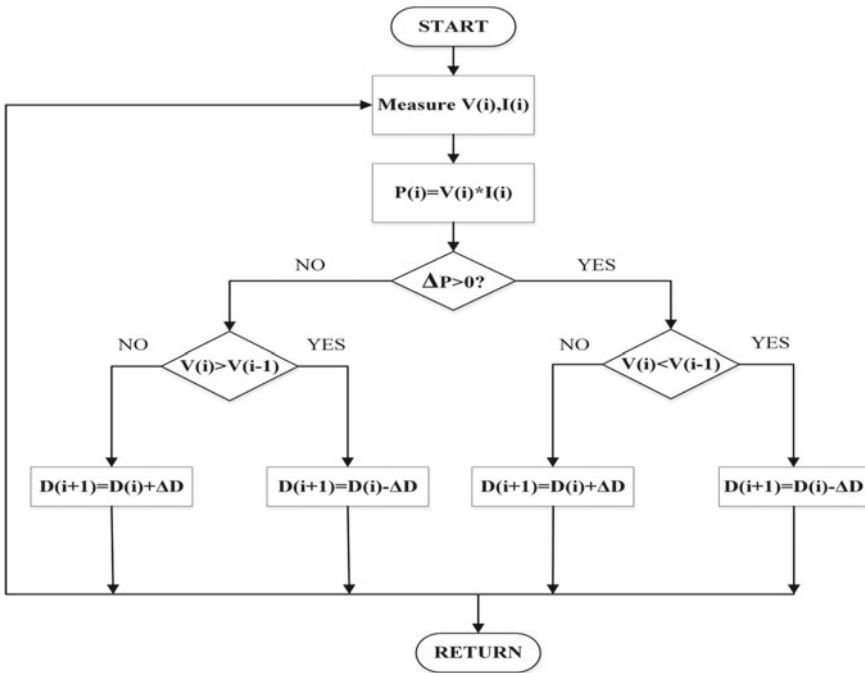 START
Measure V(i),I(i)
P(i)=V(i)*I(i)
NO
YES
ΔP>0?
NO
YES
NO
YES
V(i)>V(i-1)
V(i)<V(i-1)
D(i+1)=D(i)+ΔD
D(i+1)=D(i)-ΔD
D(i+1)=D(i)+ΔD
D(i+1)=D(i)-ΔD
RETURN